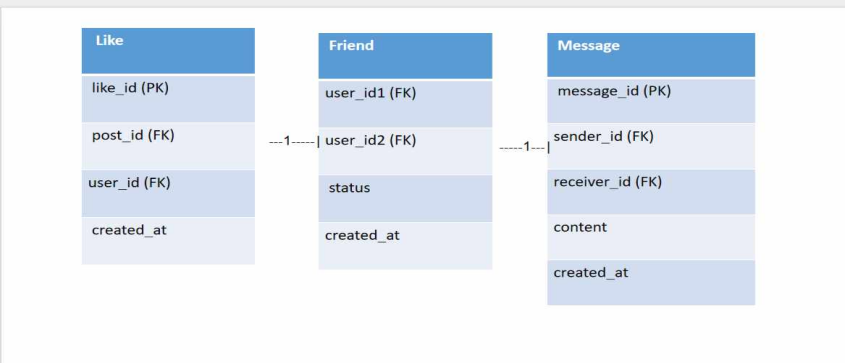 Like
like_id (PK)
post_id (FK)
user_id (FK)
created_at
---1-----|
Friend
user_id1 (FK)
user_id2 (FK)
status
created_at
-----1---|
Message
message_id (PK)
sender_id (FK)
receiver_id (FK)
content
created_at